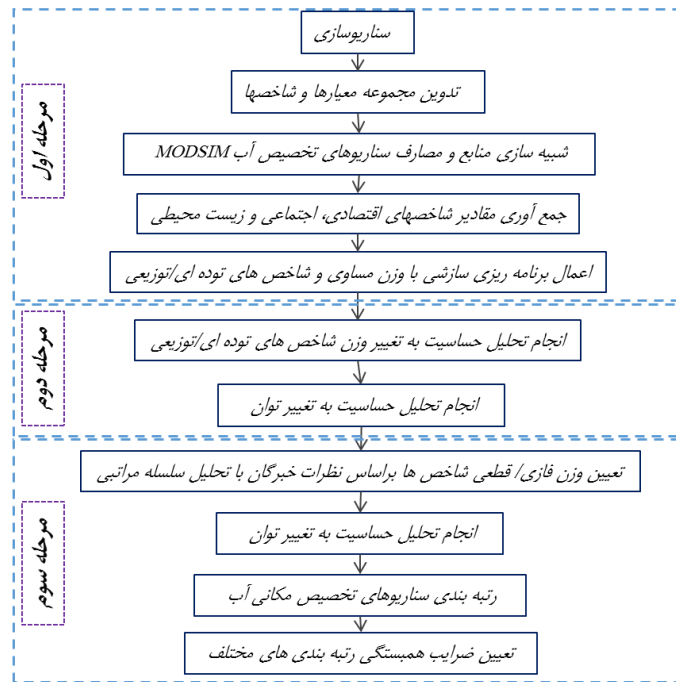 مرحله اول
سناریوسازی
تدوین مجموعه معیارها و شاخصها
شبیه سازی منابع و مصارف سناریوهای تخصیص آب MODSIM
جمع آوری مقادیر شاخصهای اقتصادی، اجتماعی و زیست محیطی
اعمال برنامه ریزی سازشی با وزن مساوی و شاخص های توده ای/توزیعی
مرحله دوم
انجام تحلیل حساسیت به تغییر وزن شاخص های توده ای/توزیعی
انجام تحلیل حساسیت به تغییر توان
مرحله سوم
تعیین وزن فازی/ قطعی شاخص ها براساس نظرات خبرگان با تحلیل سلسله مراتبی
انجام تحلیل حساسیت به تغییر توان
رتبه بندی سناریوهای تخصیص مکانی آب
تعیین ضرایب همبستگی رتبه بندی های مختلف